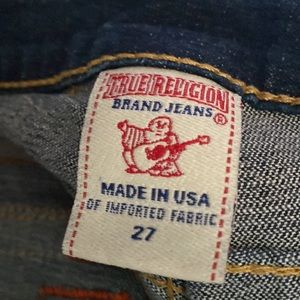 TRUE RELIGION
BRAND JEANS ®
MADE IN USA
OF IMPORTED FABRIC
27